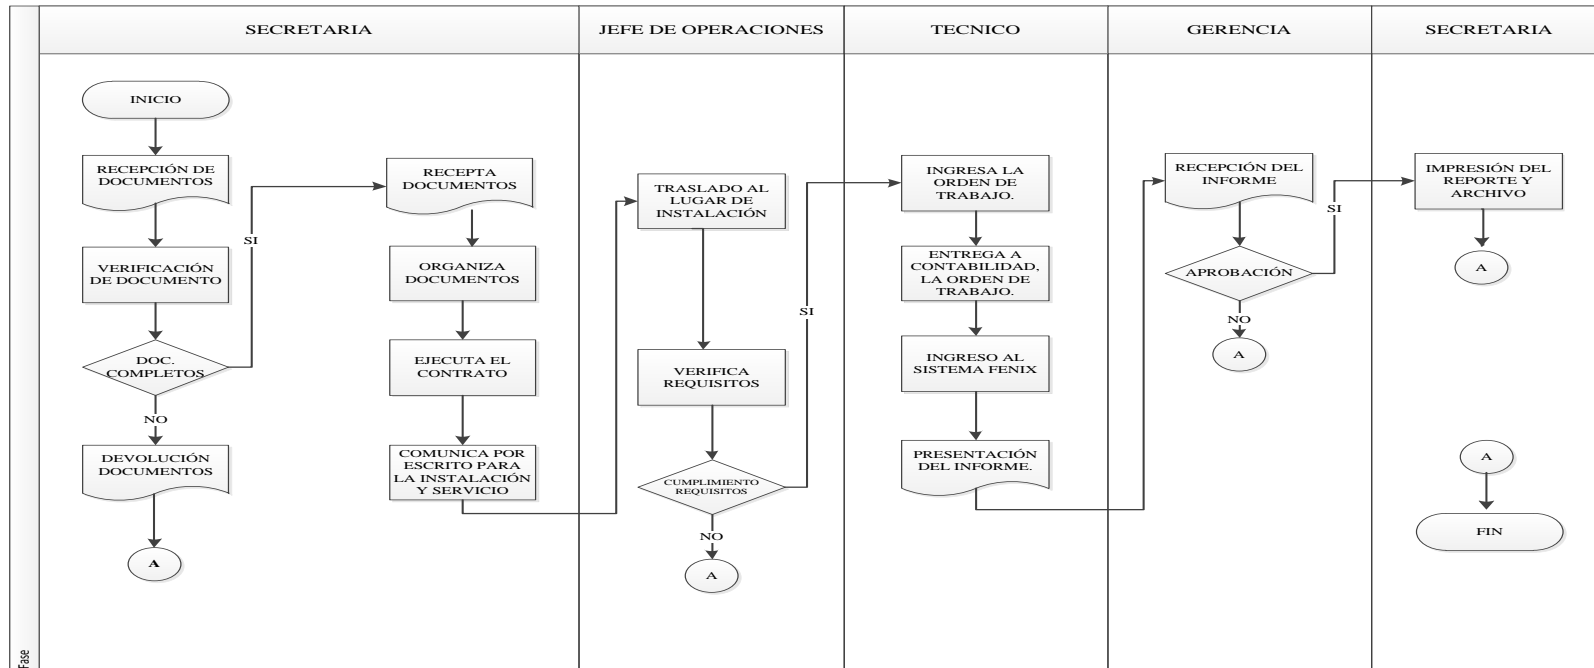 SECRETARIA
JEFE DE OPERACIONES
TECNICO
GERENCIA
SECRETARIA
INICIO
RECEPCIÓN DE
DOCUMENTOS
VERIFICACIÓN
DE DOCUMENTO
DOC.
COMPLETOS
SI
NO
DEVOLUCIÓN
DOCUMENTOS
A
RECEPTA
DOCUMENTOS
ORGANIZA
DOCUMENTOS
EJECUTA EL
CONTRATO
COMUNICA POR
ESCRITO PARA
LA INSTALACIÓN
Y SERVICIO
TRASLADO AL
LUGAR DE
INSTALACIÓN
VERIFICA
REQUISITOS
CUMPLIMIENTO
REQUISITOS
SI
NO
A
INGRESA LA
ORDEN DE
TRABAJO.
ENTREGA A
CONTABILIDAD,
LA ORDEN DE
TRABAJO.
INGRESO AL
SISTEMA FENIX
PRESENTACIÓN
DEL INFORME.
RECEPCIÓN DEL
INFORME
APROBACIÓN
SI
NO
A
IMPRESIÓN DEL
REPORTE Y
ARCHIVO
A
A
FIN
Fase